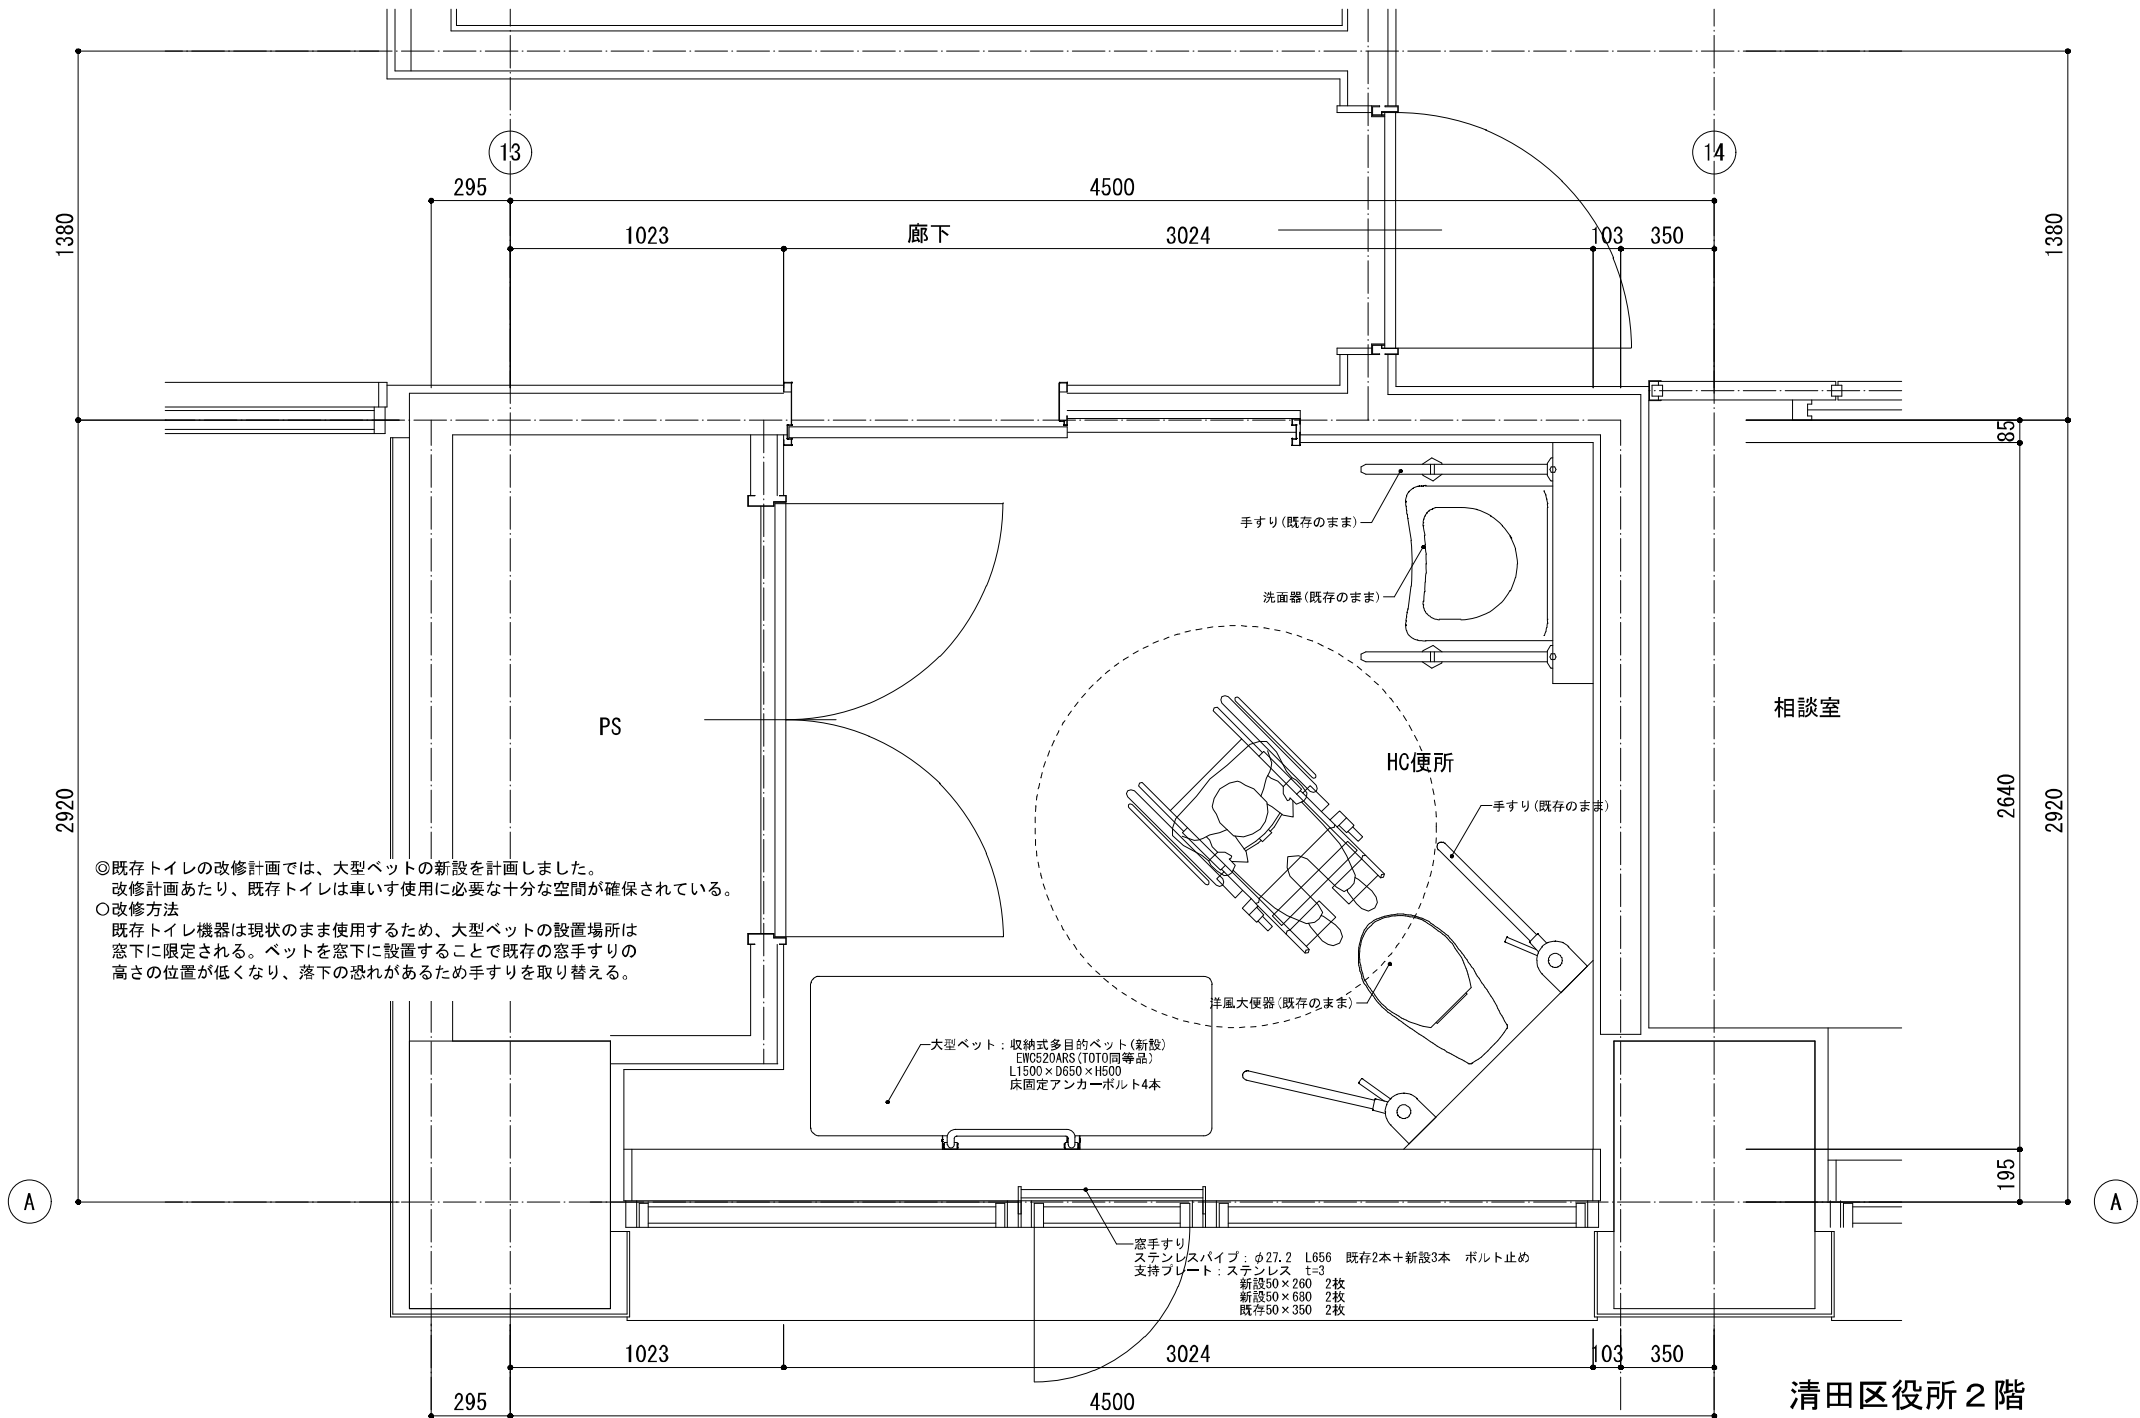 13
14
295
4500
1023
廊下
3024
103
350
1380
1380
85
手すり(既存のまま)
洗面器(既存のまま)
PS
相談室
HC便所
手すり(既存のまま)
2920
2640
2920
◎既存トイレの改修計画では、大型ベットの新設を計画しました。
改修計画あたり、既存トイレは車いす使用に必要な十分な空間が確保されている。
○改修方法
既存トイレ機器は現状のまま使用するため、大型ベットの設置場所は
窓下に限定される。ベットを窓下に設置することで既存の窓手すりの
高さの位置が低くなり、落下の恐れがあるため手すりを取り替える。
洋風大便器(既存のまま)
大型ベット:収納式多目的ベット(新設)
EWC520ARS(TOTO同等品)
L1500×D650×H500
床固定アンカーボルト4本
195
A
A
窓手すり
ステンレスパイプ:φ27.2 L656 既存2本+新設3本 ボルト止め
支持プレート:ステンレス t=3
新設50×260 2枚
新設50×680 2枚
既存50×350 2枚
1023
3024
103
350
295
4500
清田区役所2階